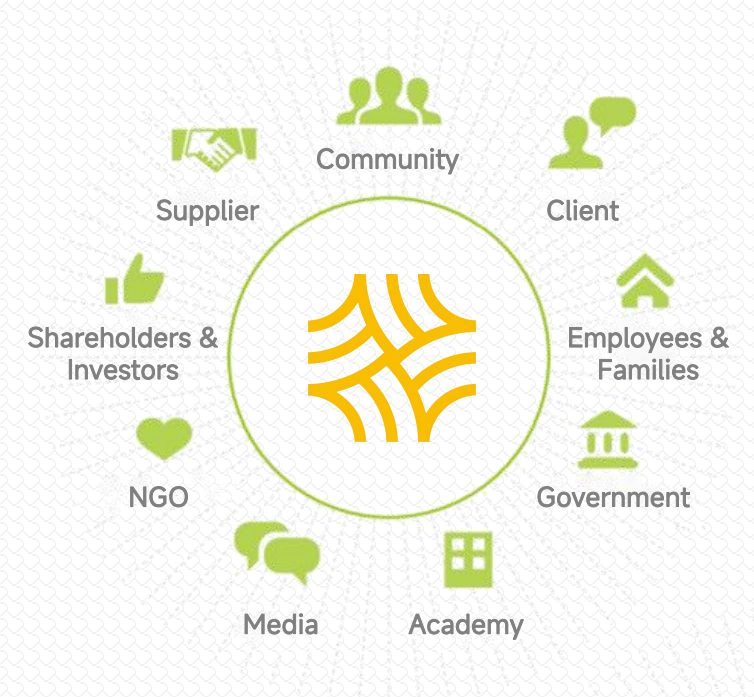 Community
Supplier
Client
Shareholders &
Investors
Employees &
Families
NGO
Government
Media
Academy